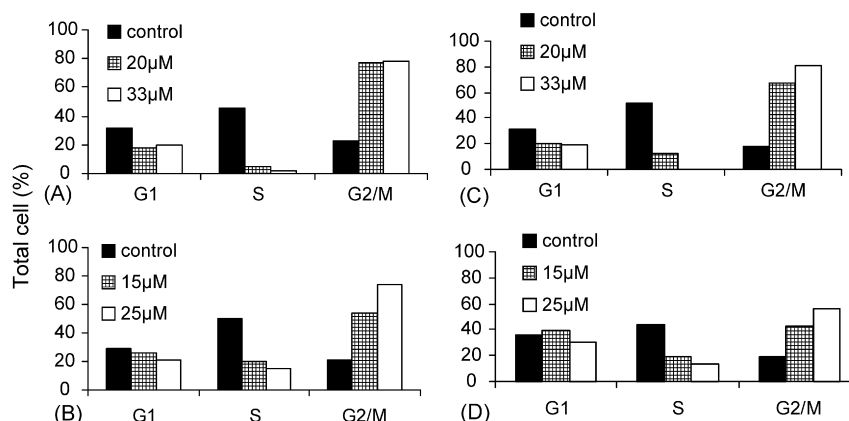 Total cell (%)
100
80
60
40
20
0
control
20µM
33µM
G1 S G2/M
(A)
100
80
60
40
20
0
control
20µM
33µM
G1 S G2/M
(C)
100
80
60
40
20
0
control
15µM
25µM
G1 S G2/M
(B)
100
80
60
40
20
0
control
15µM
25µM
G1 S G2/M
(D)